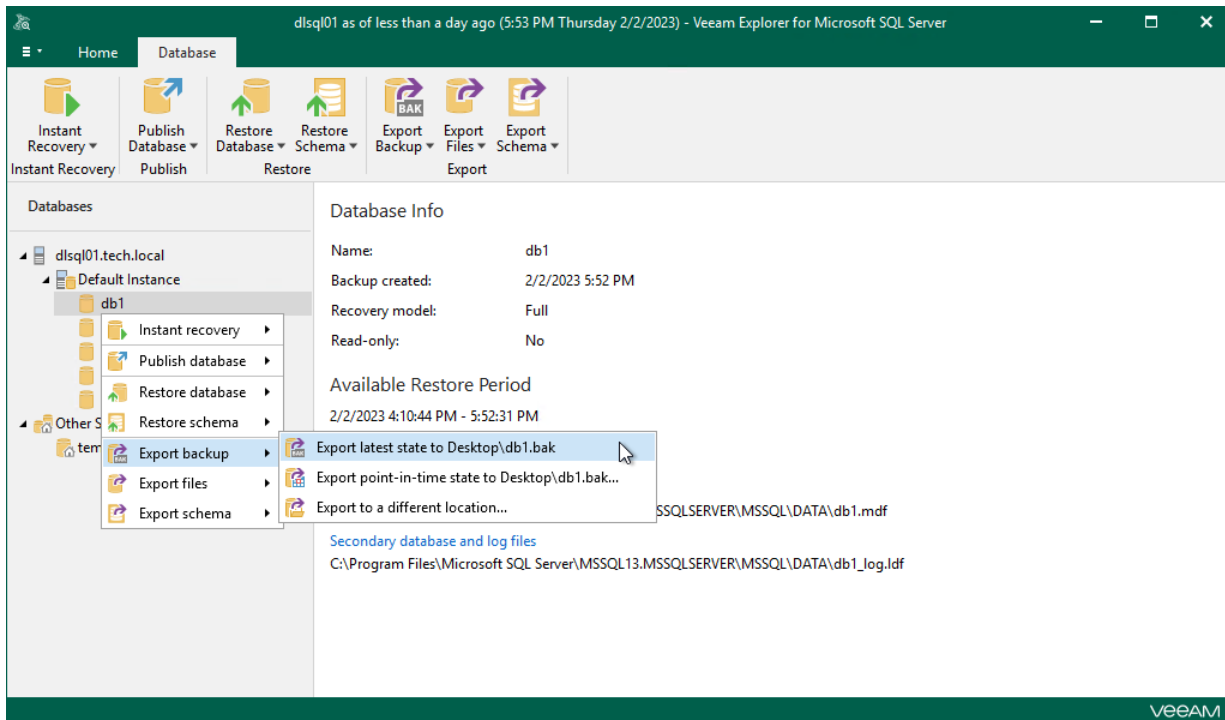 dlsql01 as of less than a day ago (5:53 PM Thursday 2/2/2023) - Veeam Explorer for Microsoft SQL Server
Home Database
Instant Recovery
Publish Database
Restore Database
Restore Schema
BAK
Export Backup
Export Files
Export Schema
Instant Recovery Publish Restore Export
Databases
dlsql01.tech.local
Default Instance
db1
Instant recovery
Publish database
Restore database
Other S
Restore schema
tem
Export backup
Export files
Export schema
Database Info
Name: db1
Backup created: 2/2/2023 5:52 PM
Recovery model: Full
Read-only: No
Available Restore Period
2/2/2023 4:10:44 PM - 5:52:31 PM
Export latest state to Desktop\db1.bak
Export point-in-time state to Desktop\db1.bak...
Export to a different location...
SSQLSERVER\MSSQL\DATA\db1.mdf
Secondary database and log files
C:\Program Files\Microsoft SQL Server\MSSQL13.MSSQLSERVER\MSSQL\DATA\db1_log.ldf
veeAM